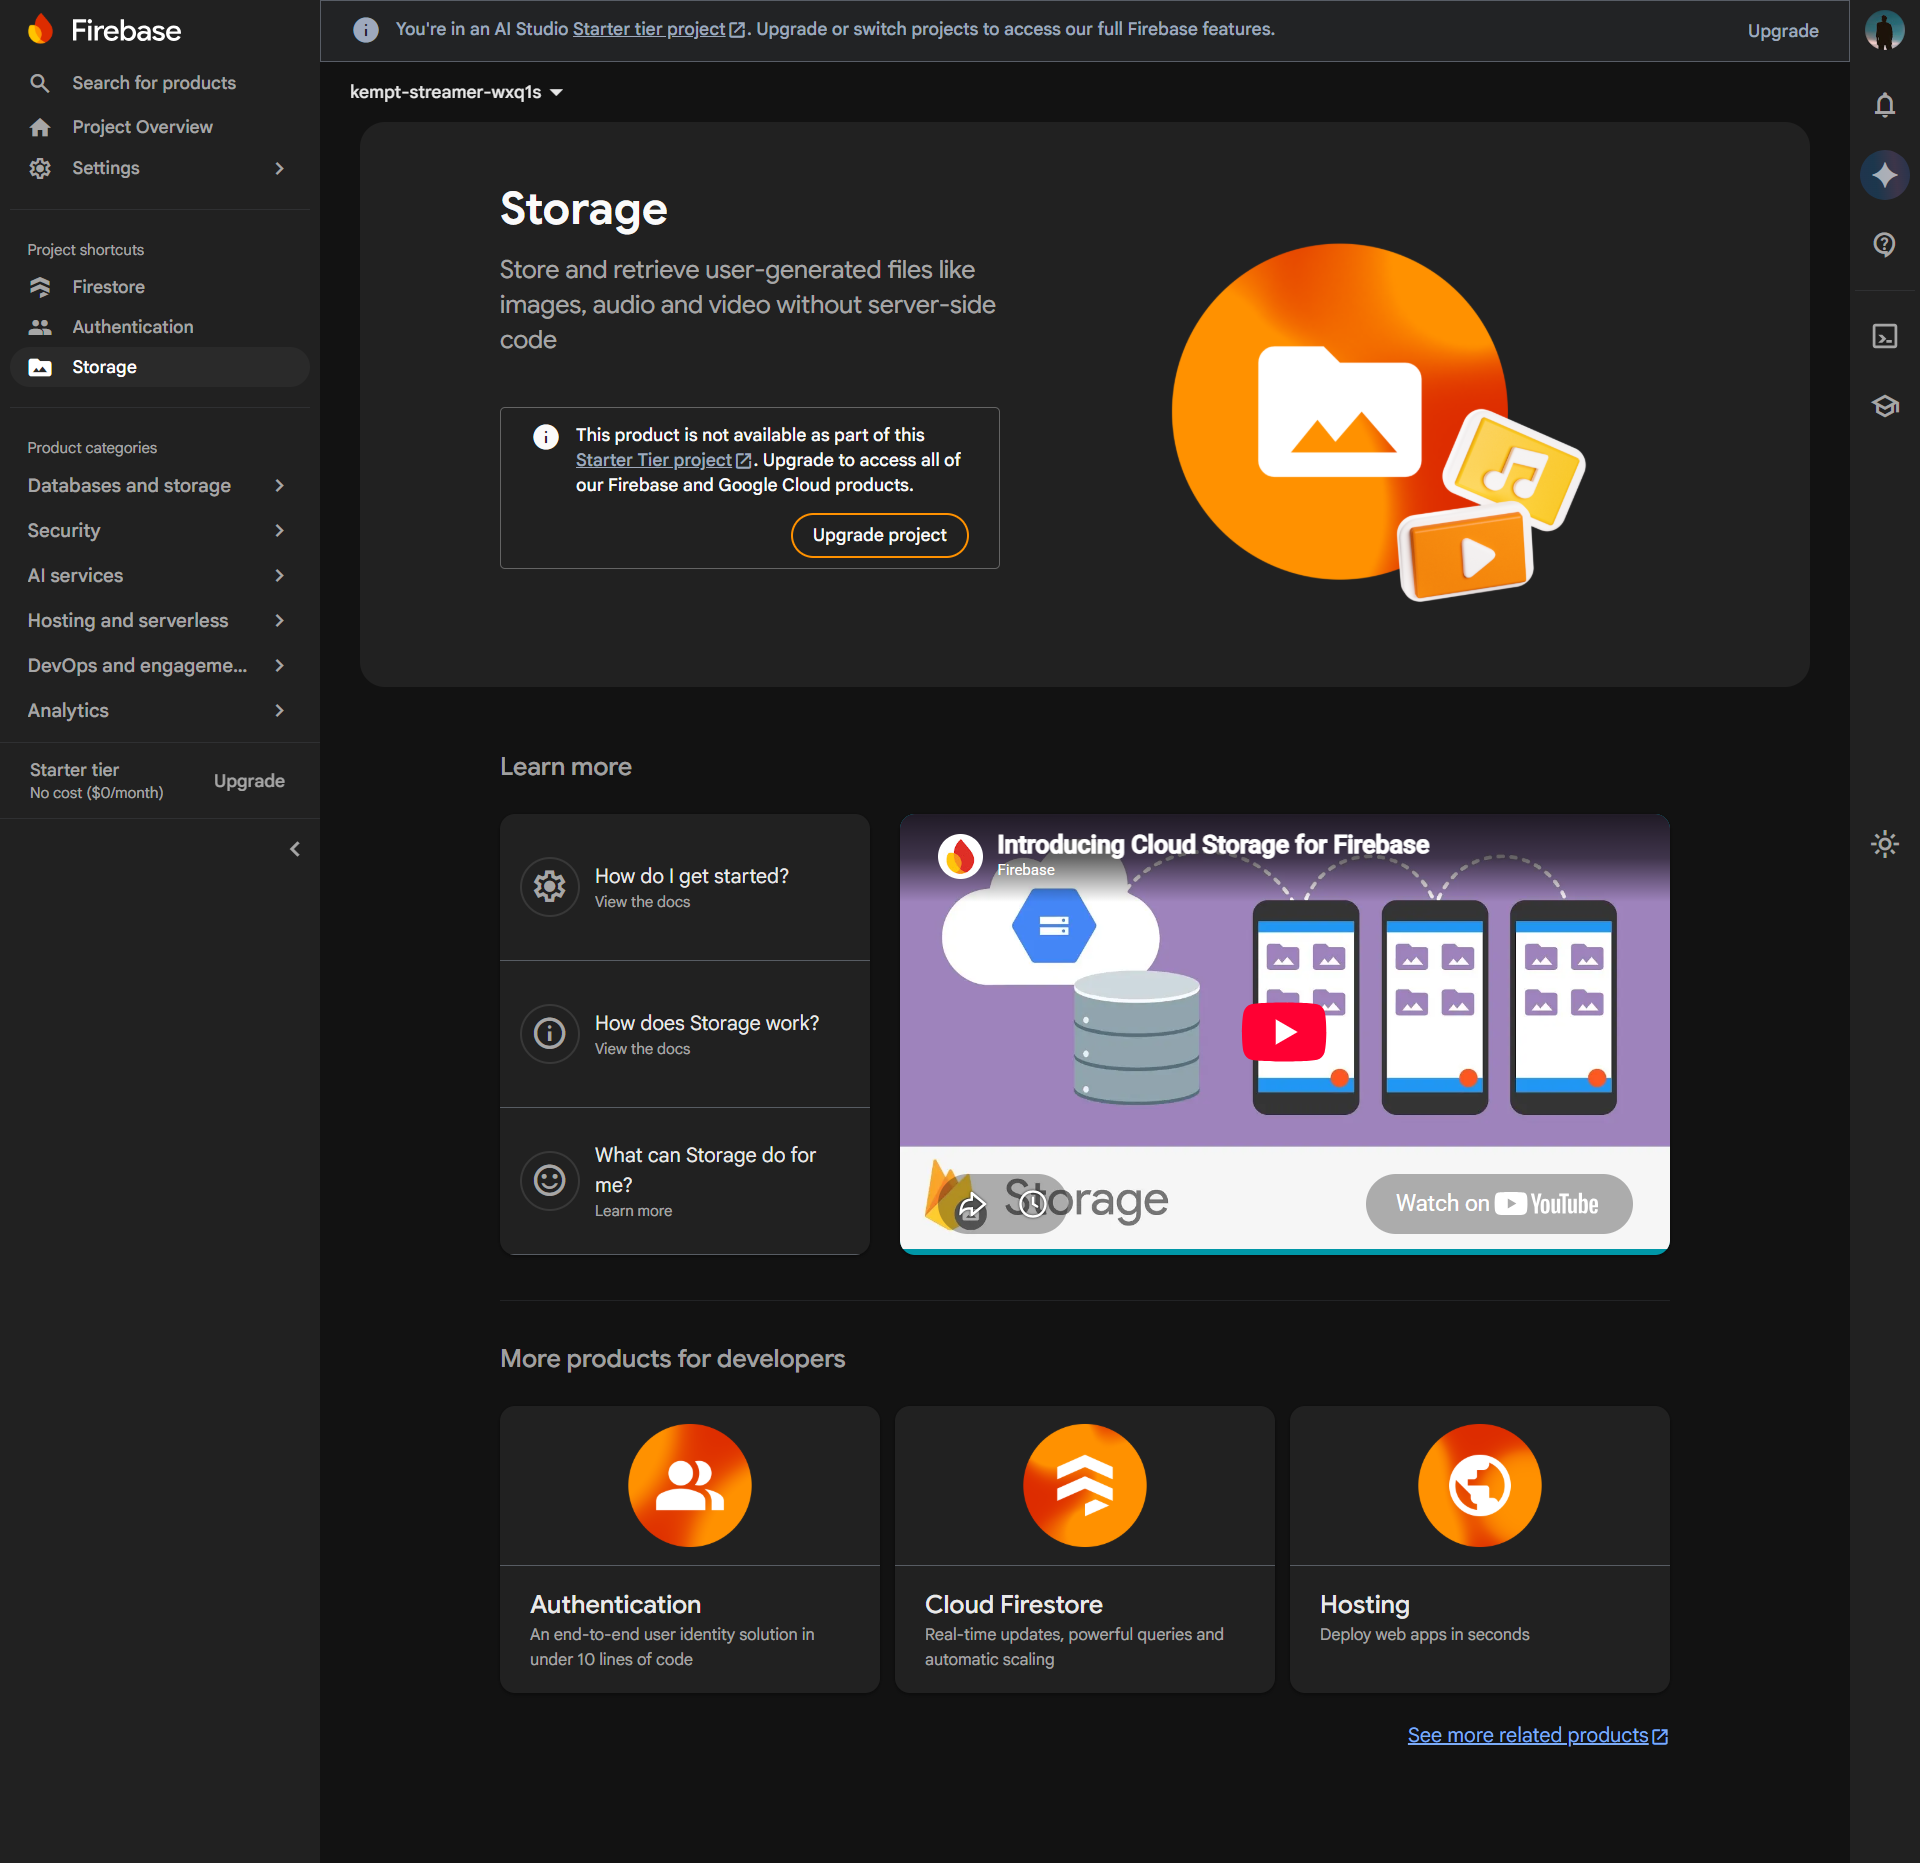 Firebase
Search for products
Project Overview
Settings
Project shortcuts
Firestore
Authentication
Storage
Product categories
Databases and storage
Security
AI services
Hosting and serverless
DevOps and engageme...
Analytics
Starter tier
No cost ($0/month)
Upgrade
You're in an AI Studio Starter tier project. Upgrade or switch projects to access our full Firebase features.
Upgrade
kempt-streamer-wxq1s
Storage
Store and retrieve user-generated files like
images, audio and video without server-side
code
This product is not available as part of this
Starter Tier project. Upgrade to access all of
our Firebase and Google Cloud products.
Upgrade project
Learn more
How do I get started?
View the docs
How does Storage work?
View the docs
What can Storage do for
me?
Learn more
Introducing Cloud Storage for Firebase
Firebase
Storage
Watch on YouTube
More products for developers
Authentication
An end-to-end user identity solution in
under 10 lines of code
Cloud Firestore
Real-time updates, powerful queries and
automatic scaling
Hosting
Deploy web apps in seconds
See more related products